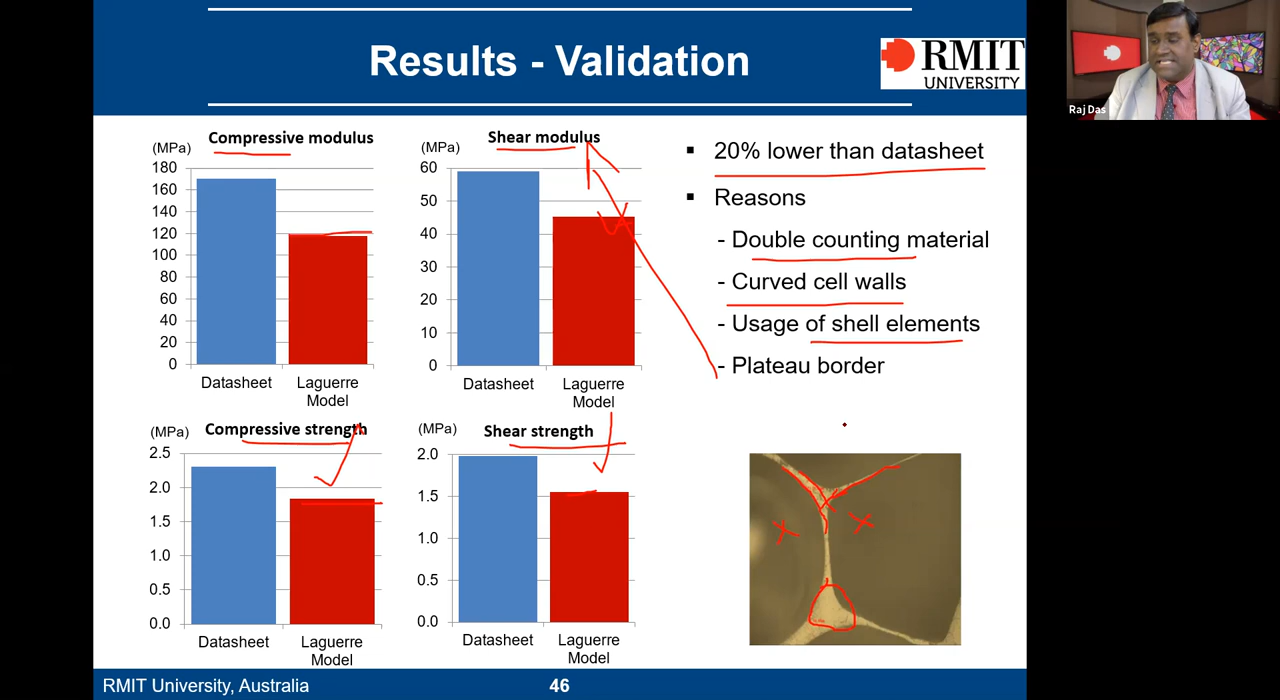 Results - Validation
RMIT
UNIVERSITY
Raj Das
Compressive modulus
(MPa)
180
160
140
120
100
80
60
40
20
0
Datasheet
Laguerre
Model
Shear modulus
(MPa)
60
50
40
30
20
10
0
Datasheet
Laguerre
Model
▪ 20% lower than datasheet
▪ Reasons
- Double counting material
- Curved cell walls
- Usage of shell elements
- Plateau border
Compressive strength
(MPa)
2.5
2.0
1.5
1.0
0.5
0.0
Datasheet
Laguerre
Model
Shear strength
(MPa)
2.0
1.5
1.0
0.5
0.0
Datasheet
Laguerre
Model
RMIT University, Australia
46